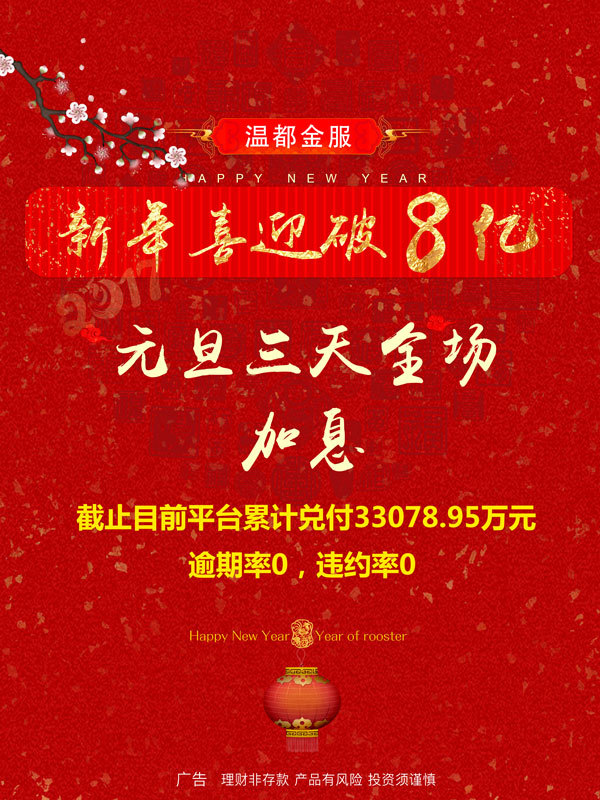 温都金服
HAPPY NEW YEAR
新年喜迎破8亿
2017
元旦三天全场
加息
截止目前平台累计兑付33078.95万元
逾期率0，违约率0
Happy New Year Year of rooster
广告 理财非存款 产品有风险 投资须谨慎